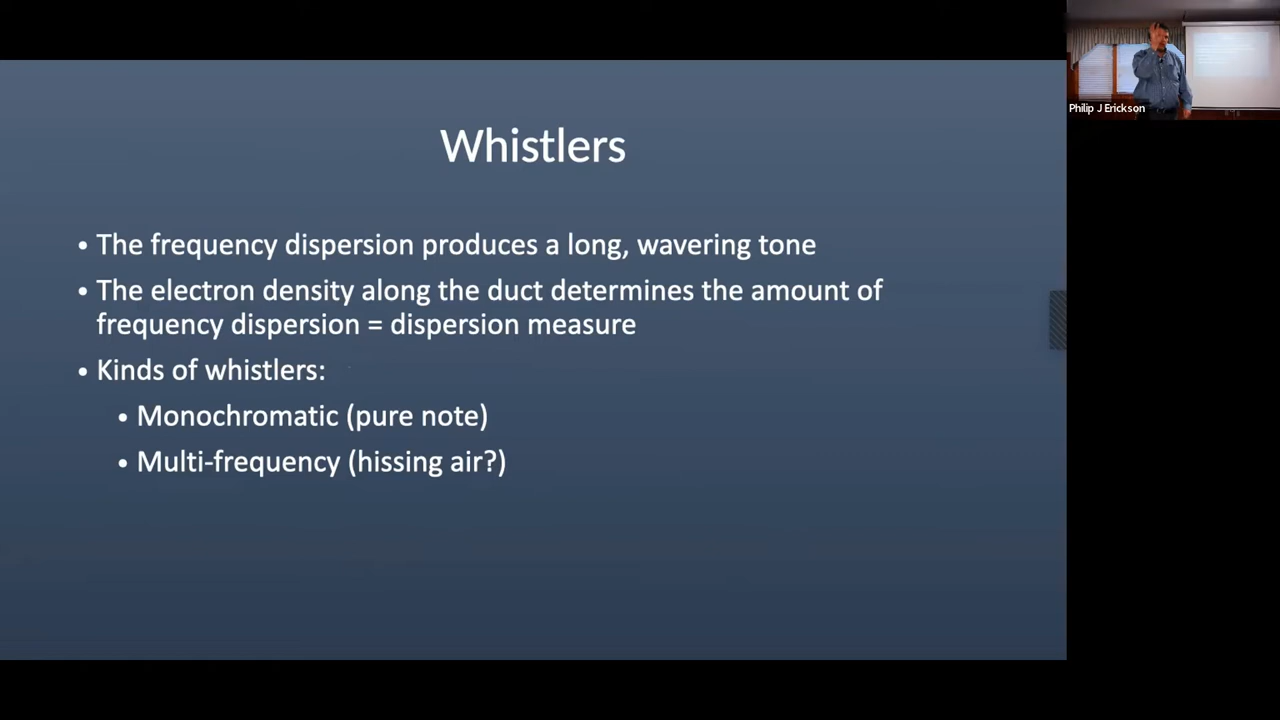 Whistlers
• The frequency dispersion produces a long, wavering tone
• The electron density along the duct determines the amount of
frequency dispersion = dispersion measure
• Kinds of whistlers:
• Monochromatic (pure note)
• Multi-frequency (hissing air?)
Philip J Erickson